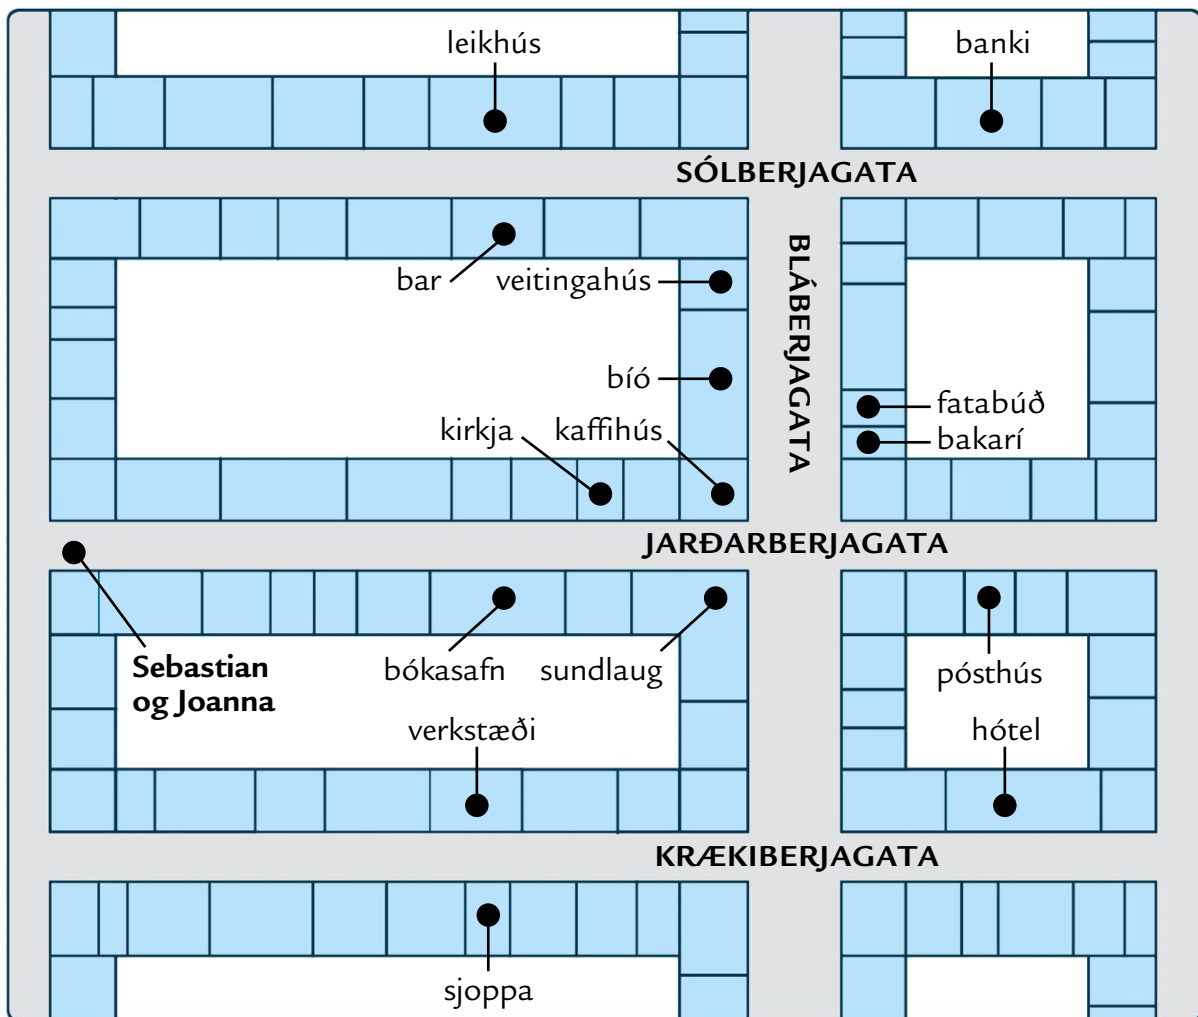 leikhús
banki
SÓLBERJAGATA
bar
veitingahús
BLÁBERJAGATA
bíó
fatabúð
kirkja
kaffihús
bakarí
JARÐARBERJAGATA
Sebastian
og Joanna
bókasafn
sundlaug
pósthús
verkstæði
hótel
KRÆKIBERJAGATA
sjoppa